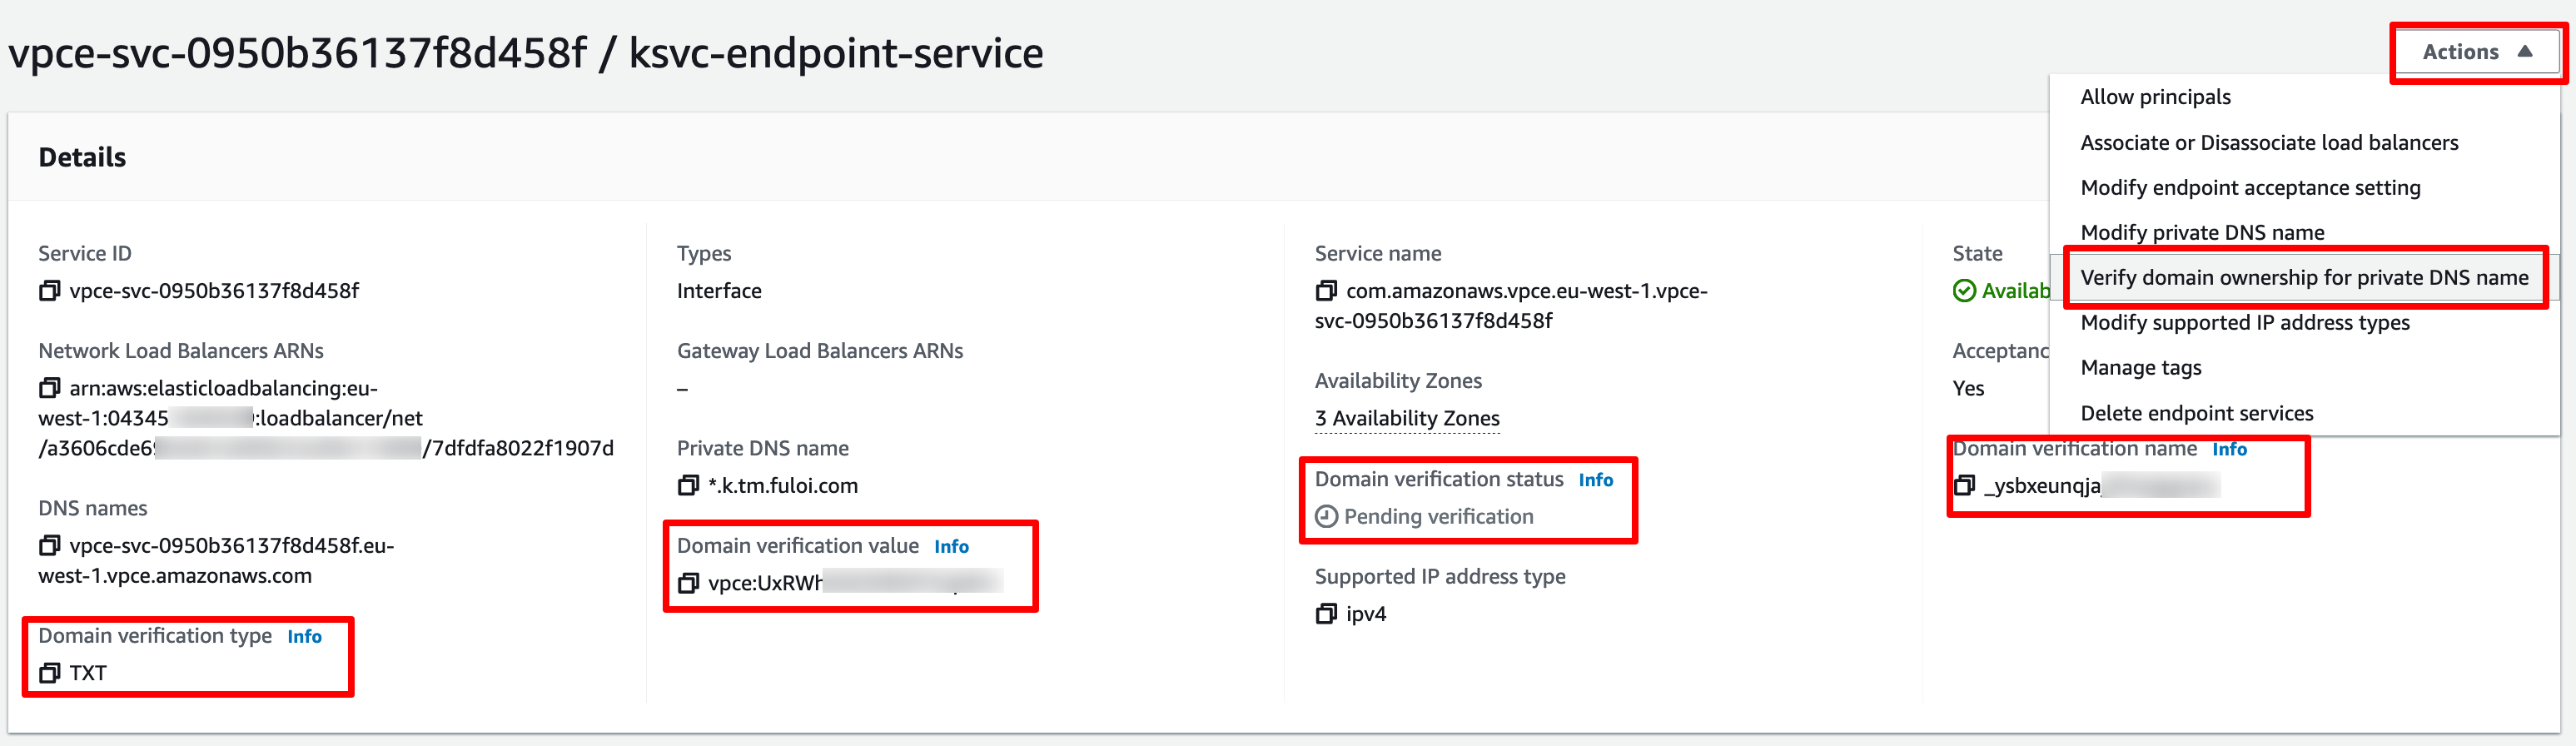 vpce-svc-0950b36137f8d458f / ksvc-endpoint-service
Actions
Allow principals
Associate or Disassociate load balancers
Modify endpoint acceptance setting
Modify private DNS name
Verify domain ownership for private DNS name
Modify supported IP address types
Manage tags
Delete endpoint services
Details
Service ID
vpce-svc-0950b36137f8d458f
Network Load Balancers ARNs
arn:aws:elasticloadbalancing:eu-
west-1:04345 :loadbalancer/net
/a3606cde6 /7dfdfa8022f1907d
DNS names
vpce-svc-0950b36137f8d458f.eu-
west-1.vpce.amazonaws.com
Domain verification type Info
TXT
Types
Interface
Gateway Load Balancers ARNs
–
Private DNS name
*.k.tm.fuloi.com
Domain verification value Info
vpce:UxRWh
Service name
com.amazonaws.vpce.eu-west-1.vpce-
svc-0950b36137f8d458f
Availability Zones
3 Availability Zones
Domain verification status Info
Pending verification
Supported IP address type
ipv4
State
Availab
Acceptanc
Yes
Domain verification name Info
_ysbxeunqja